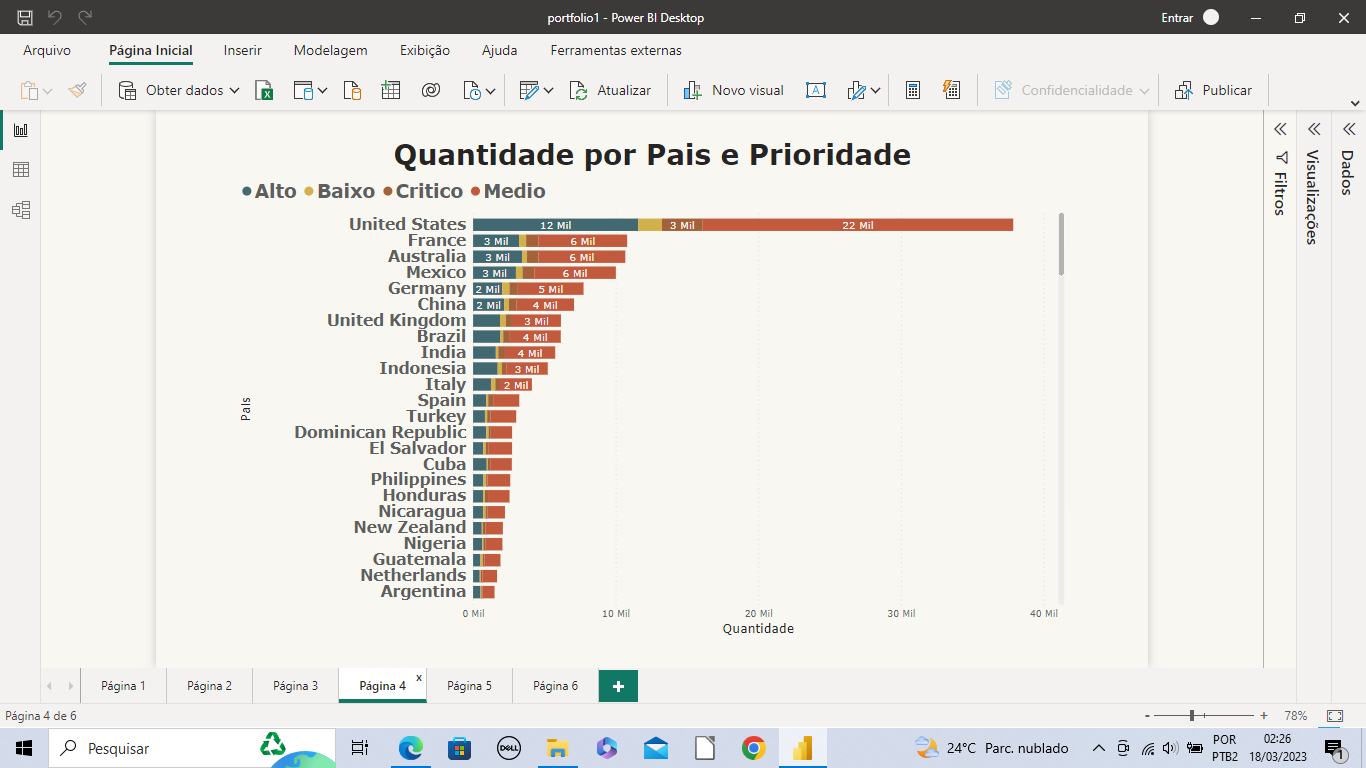 portfolio1 - Power BI Desktop
Entrar
Arquivo Página Inicial Inserir Modelagem Exibição Ajuda Ferramentas externas
Obter dados Atualizar Novo visual A Confidencialidade Publicar
Quantidade por Pais e Prioridade
Alto Baixo Critico Medio
United States 12 Mil 3 Mil 22 Mil
France 3 Mil 6 Mil
Australia 3 Mil 6 Mil
Mexico 3 Mil 6 Mil
Germany 2 Mil 5 Mil
China 2 Mil 4 Mil
United Kingdom 3 Mil
Brazil 4 Mil
India 4 Mil
Indonesia 3 Mil
Italy 2 Mil
Spain
Turkey
Dominican Republic
El Salvador
Cuba
Philippines
Honduras
Nicaragua
New Zealand
Nigeria
Guatemala
Netherlands
Argentina
Pais
0 Mil 10 Mil 20 Mil 30 Mil 40 Mil
Quantidade
Filtros
Visualizações
Dados
Página 1 Página 2 Página 3 Página 4 x Página 5 Página 6 +
Página 4 de 6 - + 78%
Pesquisar DELL 24°C Parc. nublado POR 02:26
PTB2 18/03/2023 1